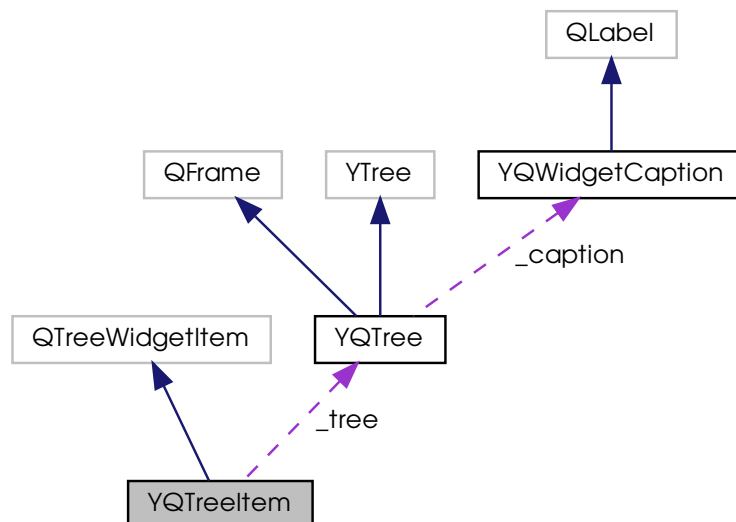 QLabel
QFrame
YTree
YQWidgetCaption
_caption
QTreeWidgetItem
YQTree
_tree
YQTreeItem